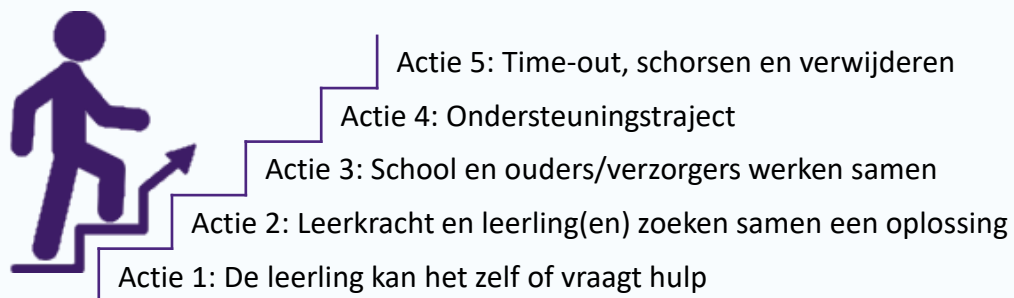 Actie 5: Time-out, schorsen en verwijderen
Actie 4: Ondersteuningstraject
Actie 3: School en ouders/verzorgers werken samen
Actie 2: Leerkracht en leerling(en) zoeken samen een oplossing
Actie 1: De leerling kan het zelf of vraagt hulp